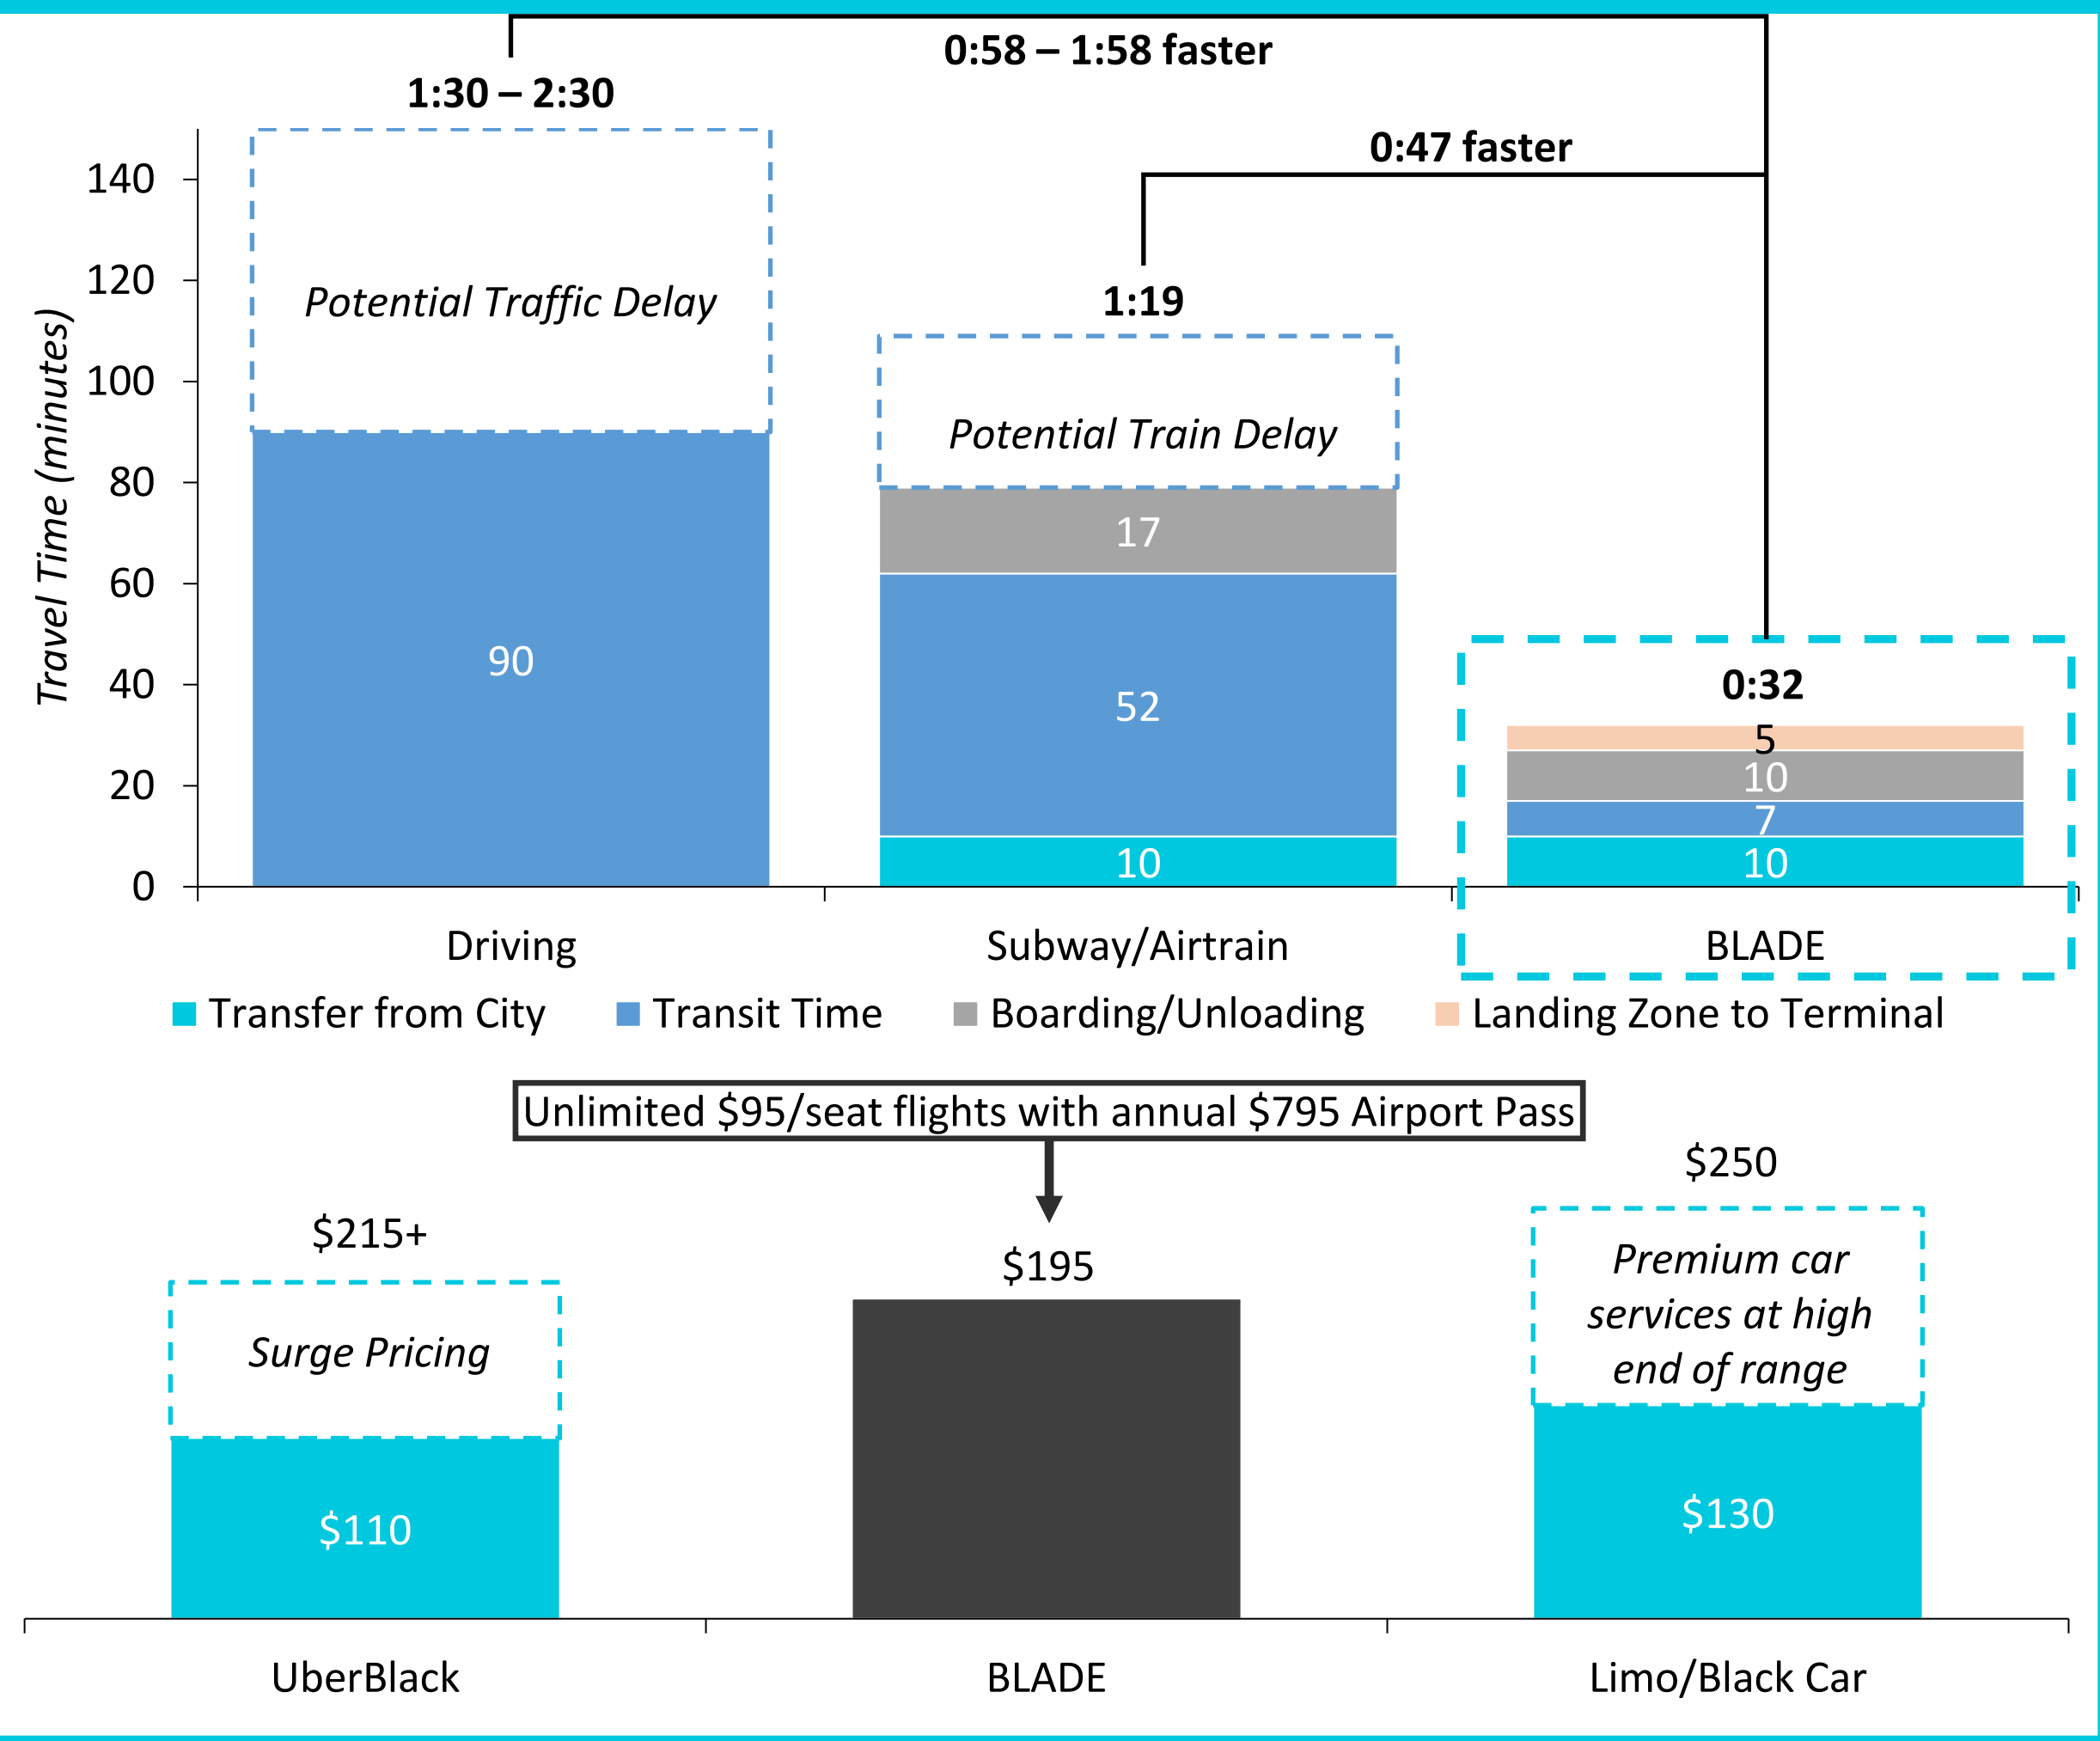 0:58 – 1:58 faster
1:30 – 2:30
0:47 faster
1:19
0:32
Travel Time (minutes)
140
120
100
80
60
40
20
0
Potential Traffic Delay
90
Potential Train Delay
17
52
10
5
10
7
10
Driving
Subway/Airtrain
BLADE
Transfer from City
Transit Time
Boarding/Unloading
Landing Zone to Terminal
Unlimited $95/seat flights with annual $795 Airport Pass
$215+
Surge Pricing
$110
$195
$250
Premium car
services at high
end of range
$130
UberBlack
BLADE
Limo/Black Car